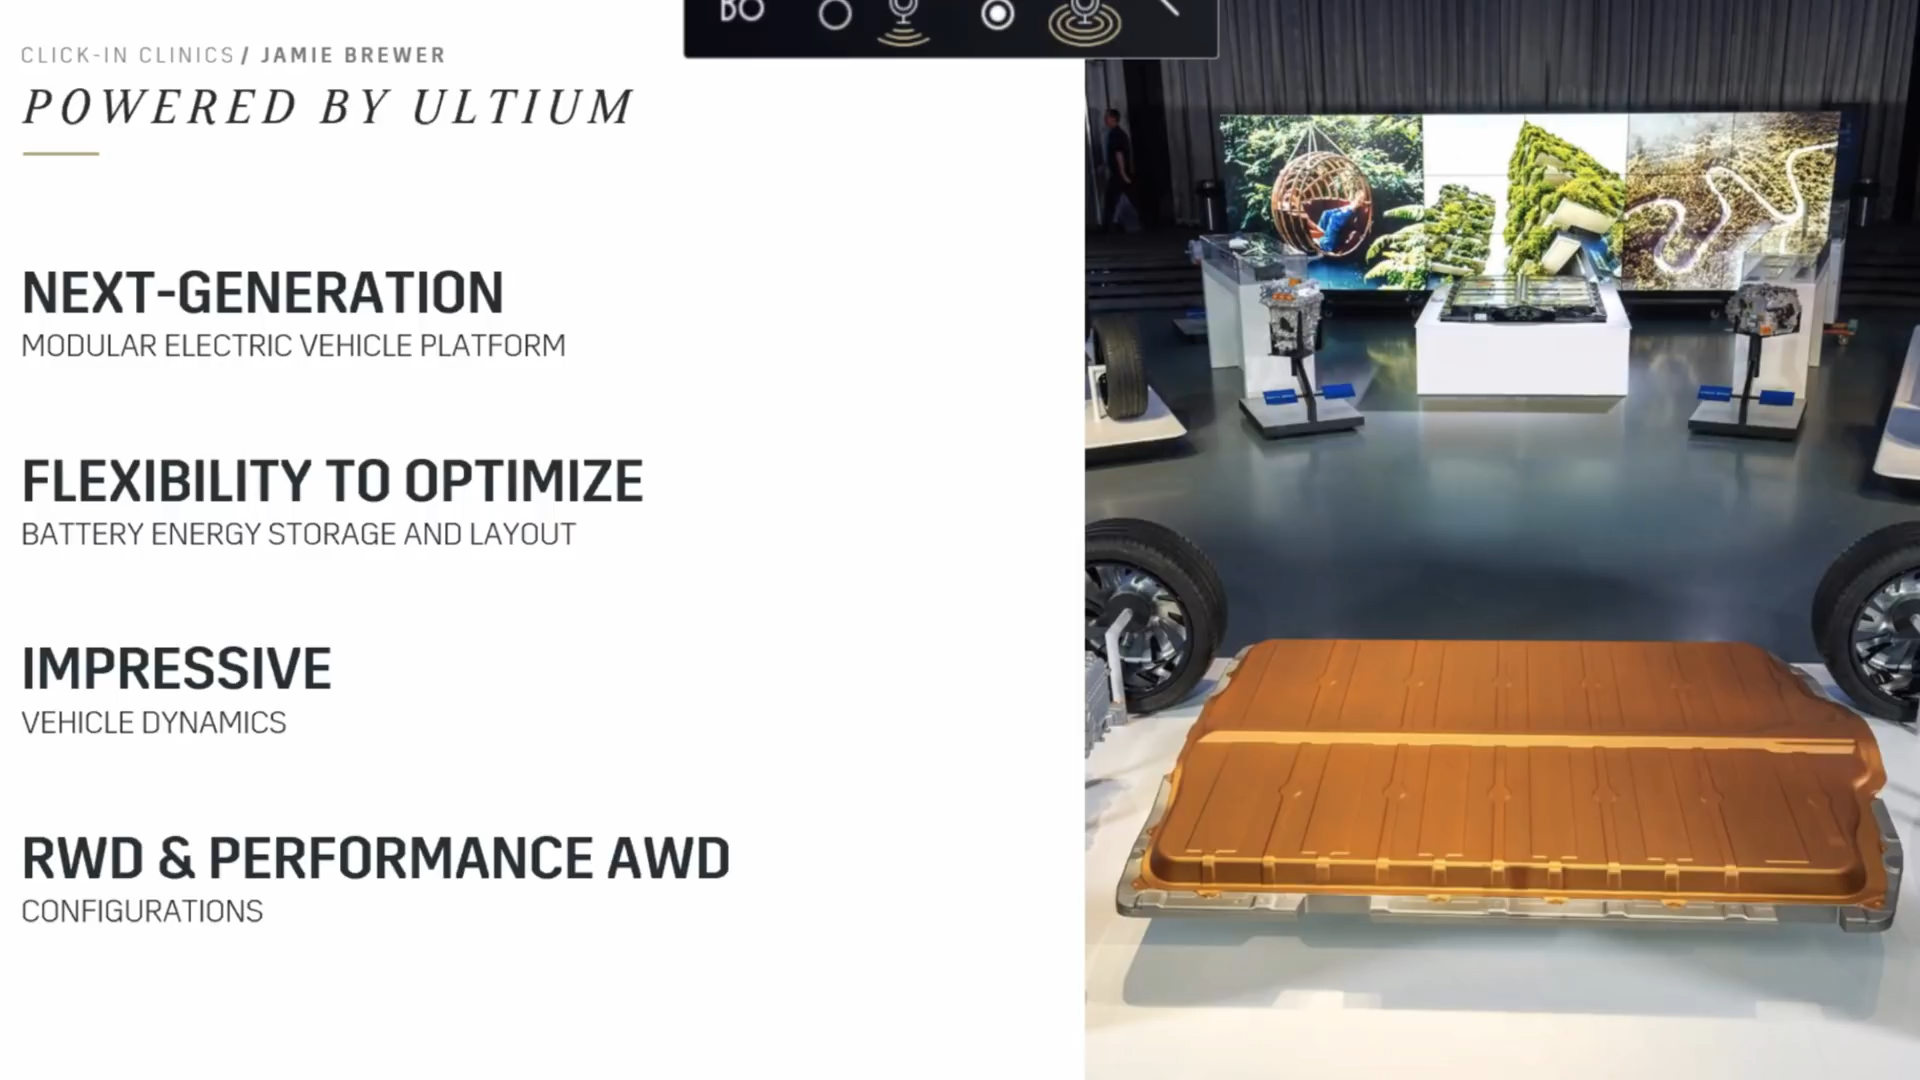 CLICK-IN CLINICS / JAMIE BREWER
POWERED BY ULTIUM
NEXT-GENERATION
MODULAR ELECTRIC VEHICLE PLATFORM
FLEXIBILITY TO OPTIMIZE
BATTERY ENERGY STORAGE AND LAYOUT
IMPRESSIVE
VEHICLE DYNAMICS
RWD & PERFORMANCE AWD
CONFIGURATIONS